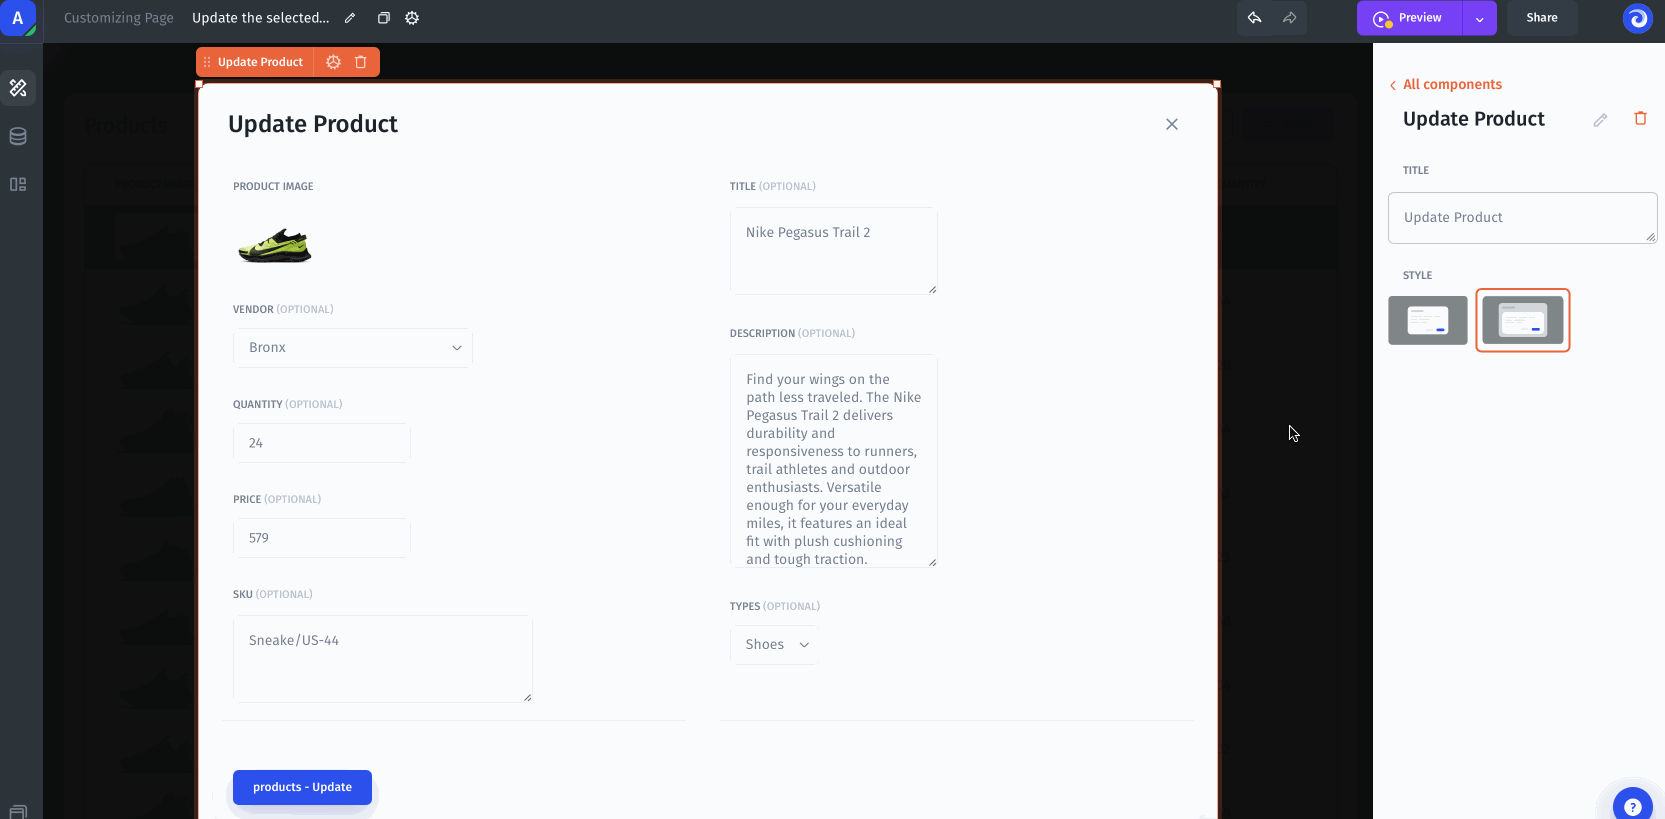 A
Customizing Page
Update the selected...
Preview
Share
Update Product
Products
Update Product
PRODUCT IMAGE
VENDOR (OPTIONAL)
Bronx
QUANTITY (OPTIONAL)
24
PRICE (OPTIONAL)
579
SKU (OPTIONAL)
Sneake/US-44
products - Update
TITLE (OPTIONAL)
Nike Pegasus Trail 2
DESCRIPTION (OPTIONAL)
Find your wings on the
path less traveled. The Nike
Pegasus Trail 2 delivers
durability and
responsiveness to runners,
trail athletes and outdoor
enthusiasts. Versatile
enough for your everyday
miles, it features an ideal
fit with plush cushioning
and tough traction.
TYPES (OPTIONAL)
Shoes
All components
Update Product
TITLE
Update Product
STYLE
?